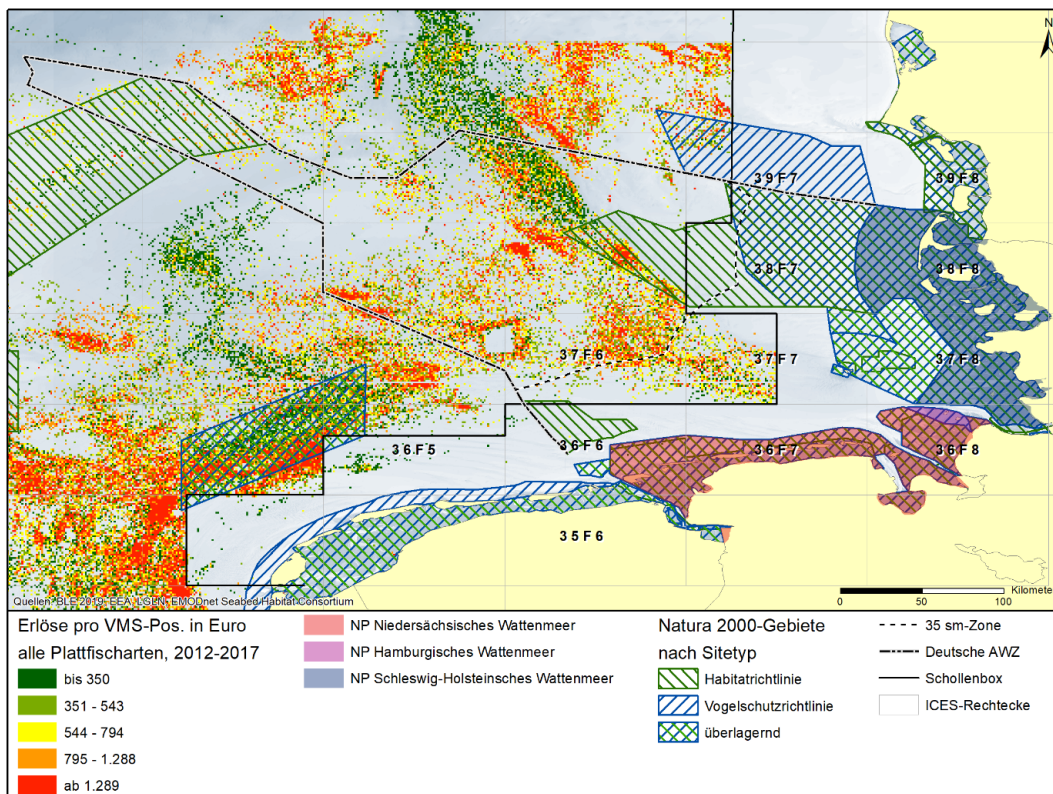 N
39F7
39F8
38F7
38F8
37F6
37F7
37F8
36F5
36F6
36F7
36F8
35F6
Quellen: BLE 2019, EEA, LSLN, EMODnet Seabed Habitat Consortium
Kilometer
0 50 100
Erlöse pro VMS-Pos. in Euro
alle Plattfischarten, 2012-2017
bis 350
351 - 543
544 - 794
795 - 1.288
ab 1.289
NP Niedersächsisches Wattenmeer
NP Hamburgisches Wattenmeer
NP Schleswig-Holsteinsches Wattenmeer
Natura 2000-Gebiete
nach Sitetyp
Habitatrichtlinie
Vogelschutzrichtlinie
überlagernd
35 sm-Zone
Deutsche AWZ
Schollenbox
ICES-Rechtecke